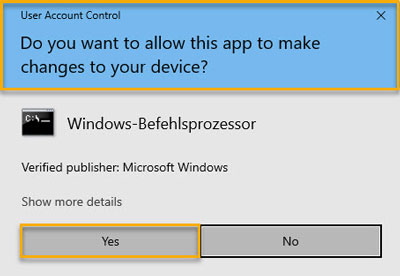 User Account Control
Do you want to allow this app to make
changes to your device?
C:\_
Windows-Befehlsprozessor
Verified publisher: Microsoft Windows
Show more details
Yes
No